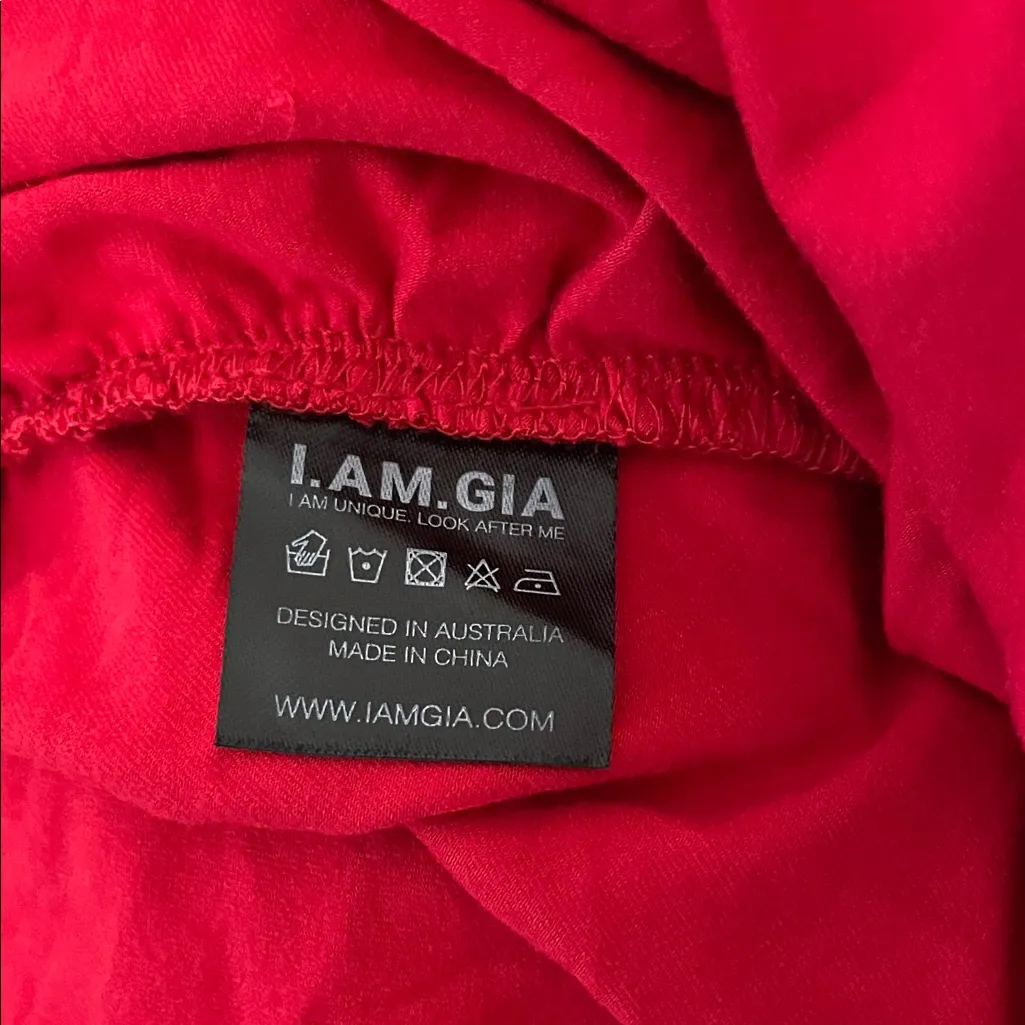 I.AM.GIA
I AM UNIQUE. LOOK AFTER ME
DESIGNED IN AUSTRALIA
MADE IN CHINA
WWW.IAMGIA.COM